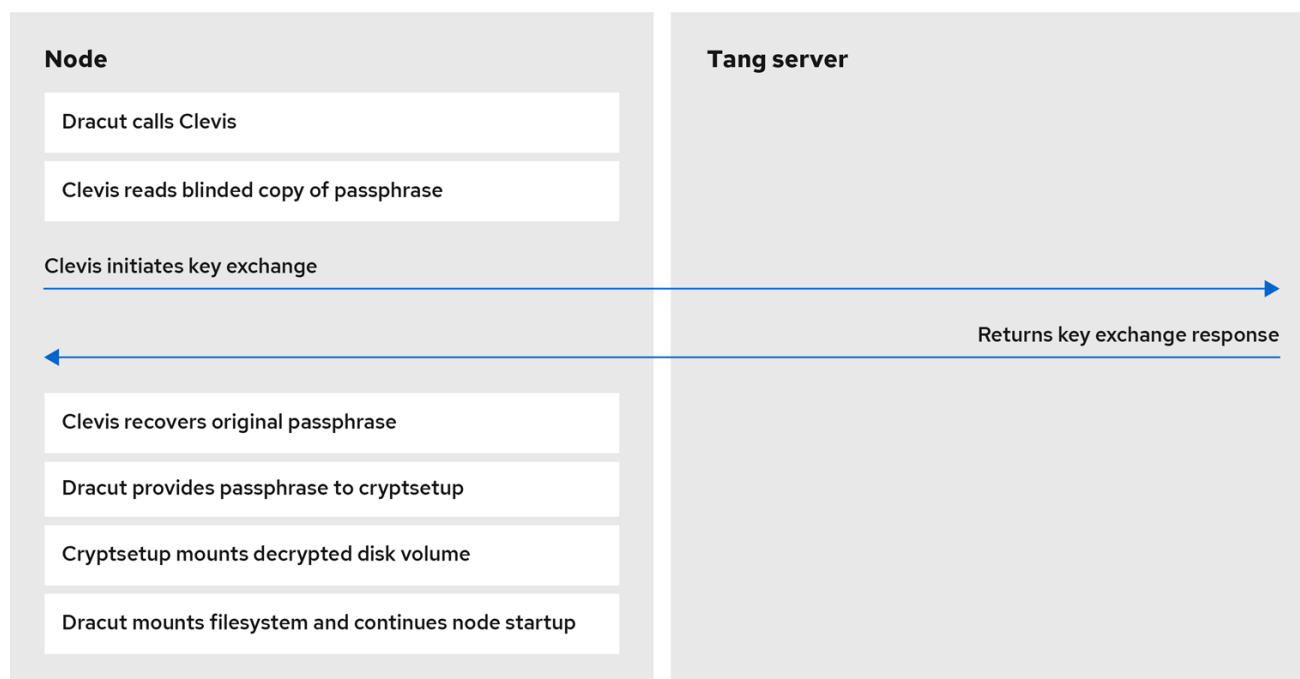 Node
Tang server
Dracut calls Clevis
Clevis reads blinded copy of passphrase
Clevis initiates key exchange
Returns key exchange response
Clevis recovers original passphrase
Dracut provides passphrase to cryptsetup
Cryptsetup mounts decrypted disk volume
Dracut mounts filesystem and continues node startup